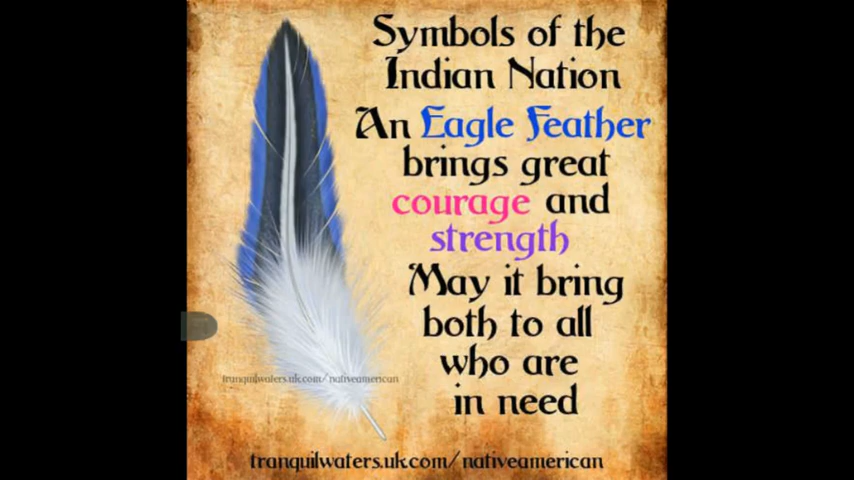 Symbols of the
Indian Nation
An Eagle Feather
brings great
courage and
strength
May it bring
both to all
who are
in need
tranquilwaters.uk.com/nativeamerican
tranquilwaters.uk.com/nativeamerican